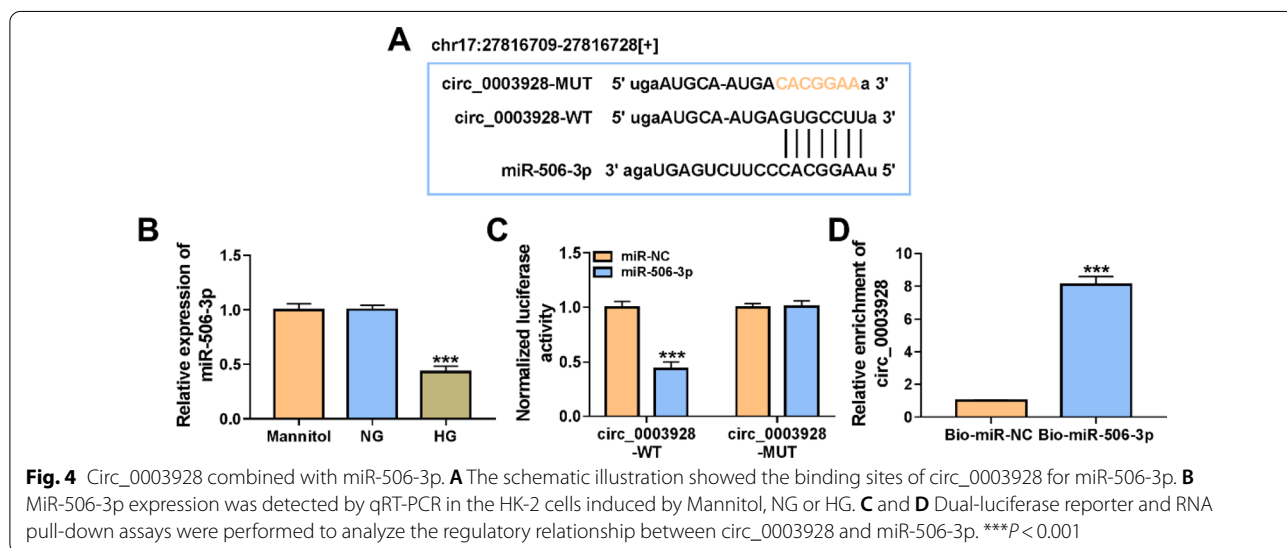 A chr17:27816709-27816728[+]
circ_0003928-MUT 5' ugaAUGCA-AUGACACGGAAa 3'
circ_0003928-WT 5' ugaAUGCA-AUGAGUGCCUUa 3'
miR-506-3p 3' agaUGAGUCUUCCCACGGAAu 5'
B
Relative expression of
miR-506-3p
1.5
1.0
0.5
0.0
***
Mannitol NG HG
C
Normalized luciferase
activity
1.5
1.0
0.5
0.0
miR-NC
miR-506-3p
***
circ_0003928
-WT
circ_0003928
-MUT
D
Relative enrichment of
circ_0003928
10
8
6
4
2
0
***
Bio-miR-NC Bio-miR-506-3p
Fig. 4 Circ_0003928 combined with miR-506-3p. A The schematic illustration showed the binding sites of circ_0003928 for miR-506-3p. B
MiR-506-3p expression was detected by qRT-PCR in the HK-2 cells induced by Mannitol, NG or HG. C and D Dual-luciferase reporter and RNA
pull-down assays were performed to analyze the regulatory relationship between circ_0003928 and miR-506-3p. ***P < 0.001